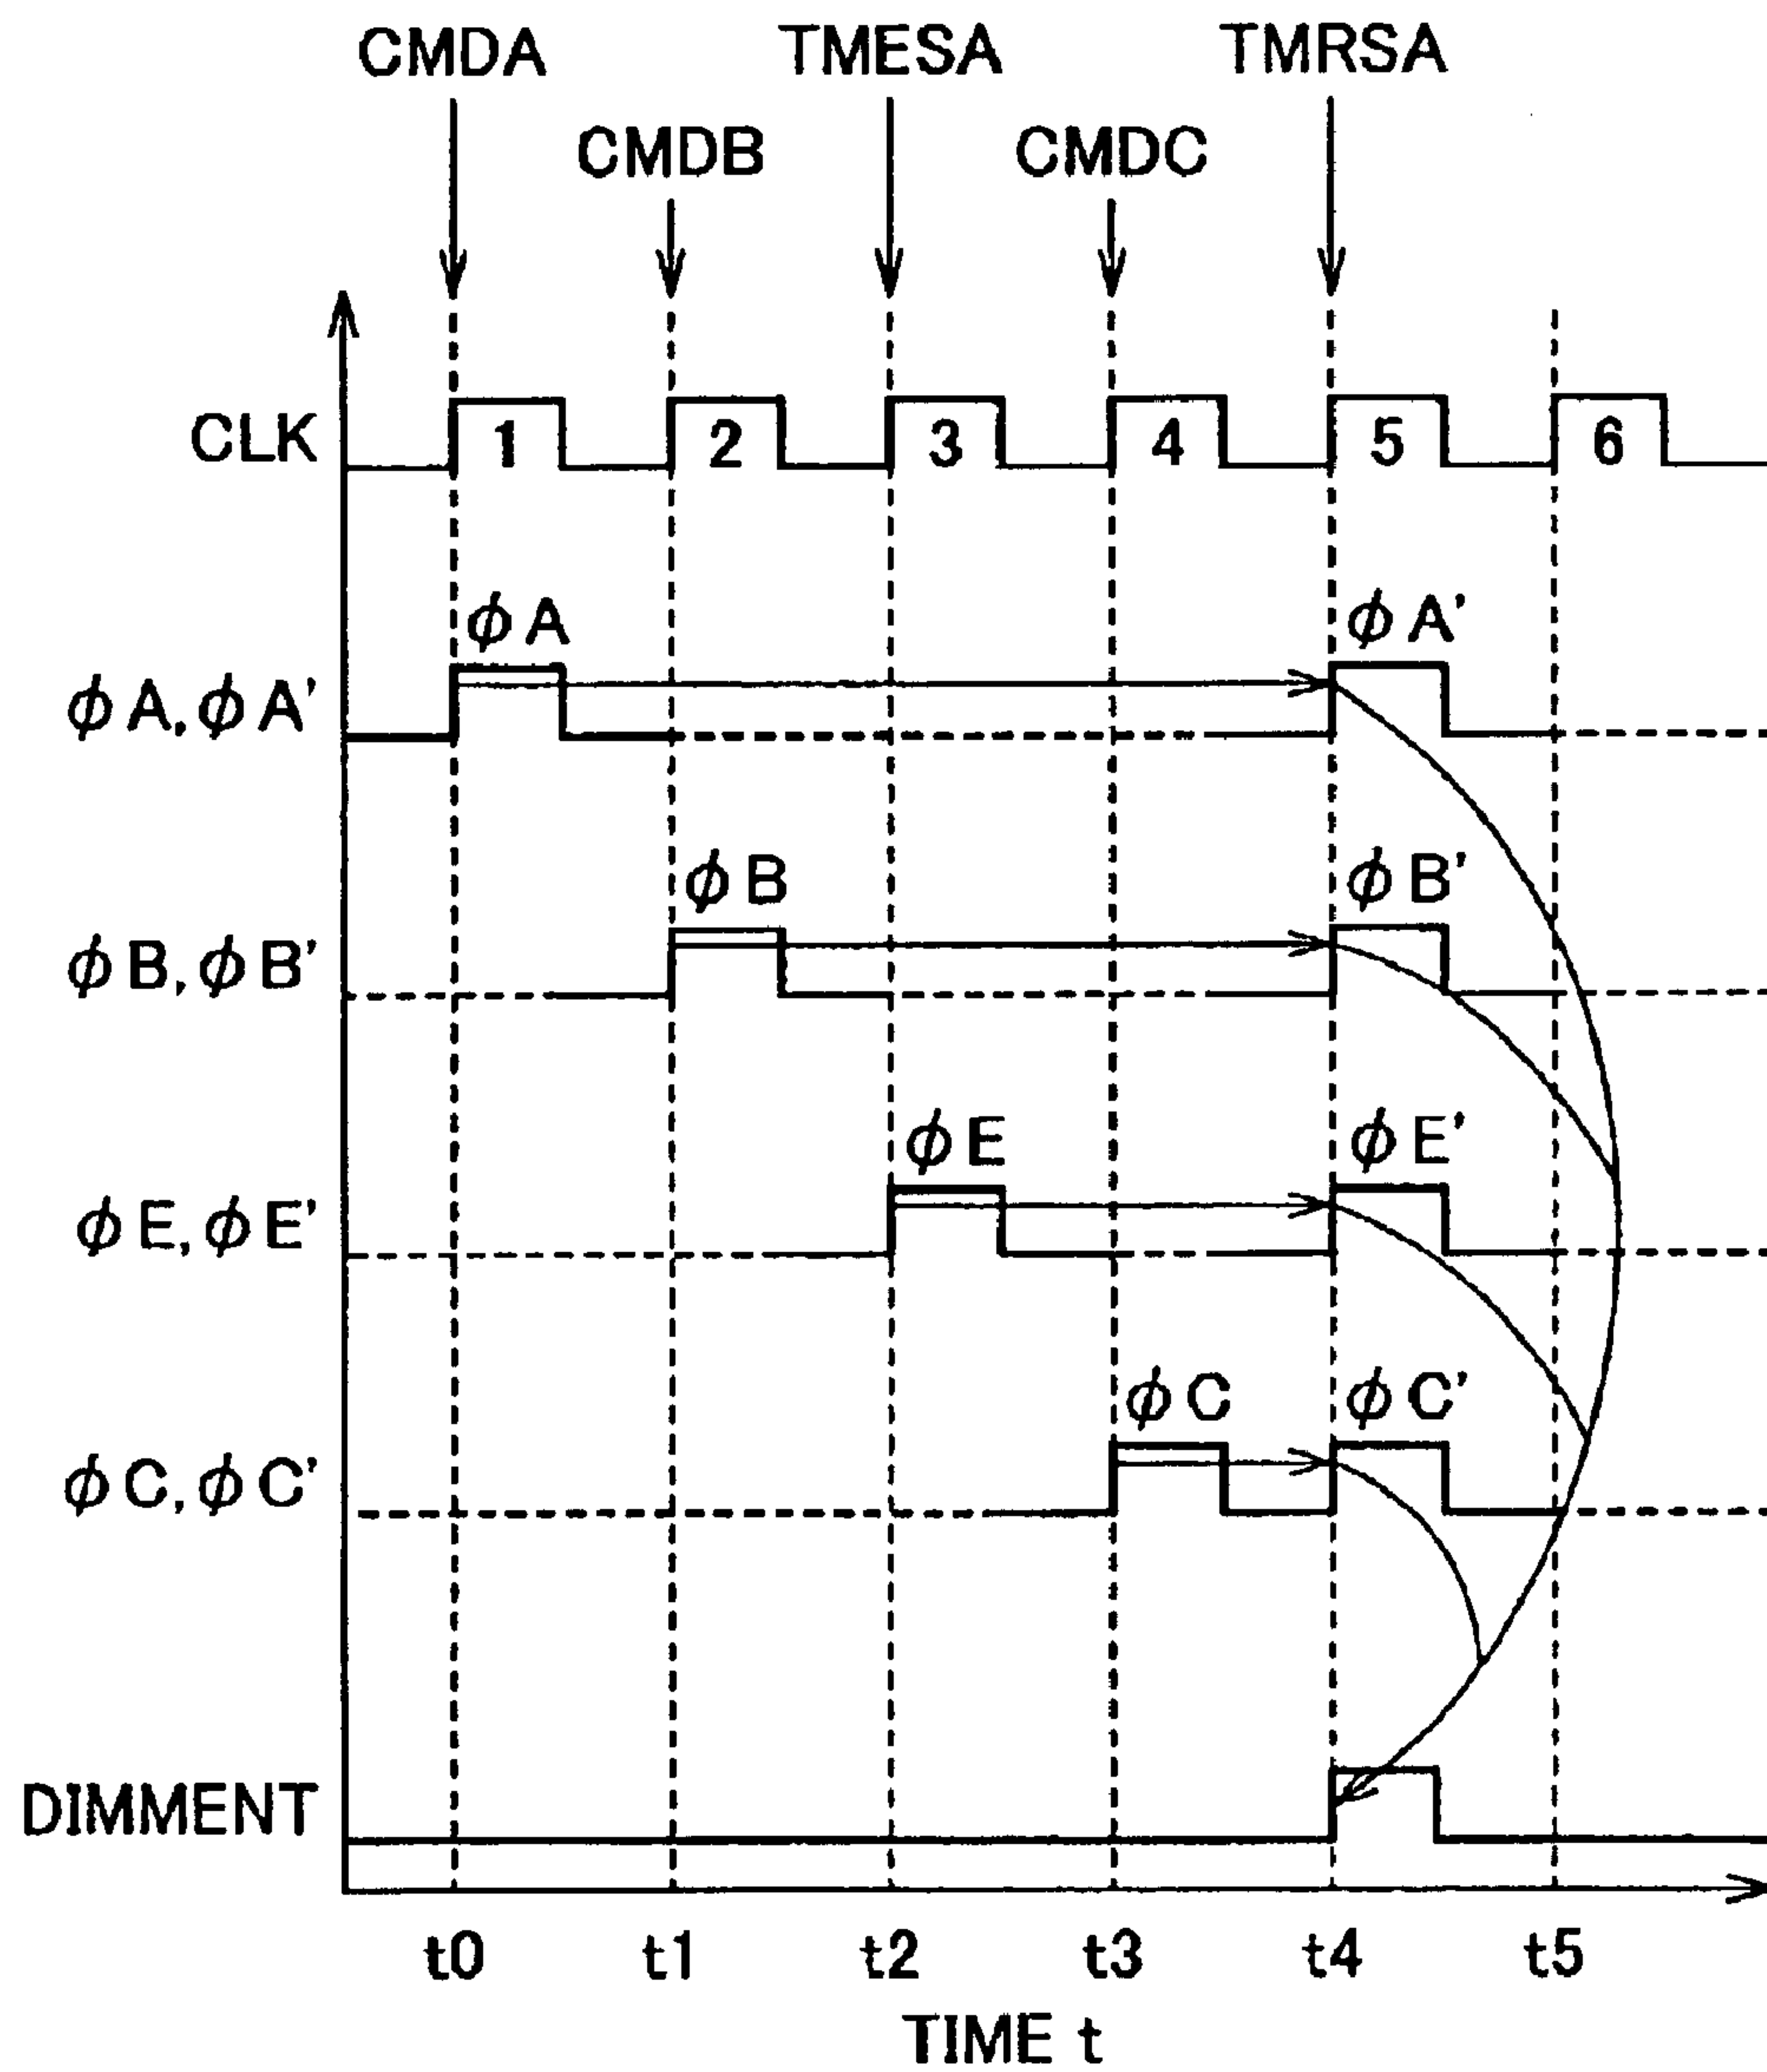 CMDA TMESA TMRSA
CMDB CMDC
CLK 1 2 3 4 5 6
φA φA'
φA, φA'
φB φB'
φB, φB'
φE φE'
φE, φE'
φC φC'
φC, φC'
DIMMENT
t0 t1 t2 t3 t4 t5
TIME t